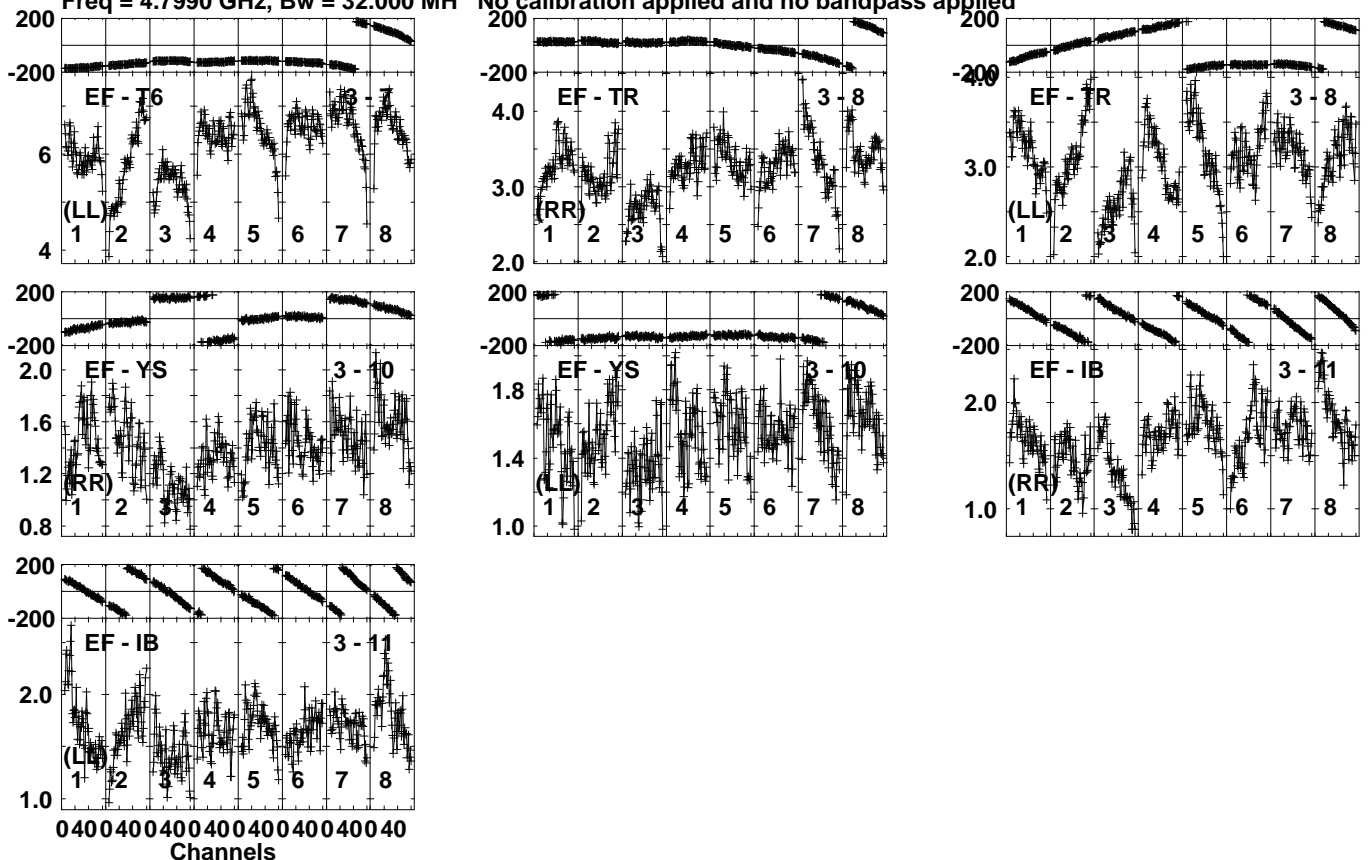 Freq = 4.7990 GHz, Bw = 32.000 MH No calibration applied and no bandpass applied
200
-200
EF - T6 3 - 7
6
4
(LL)
1 2 3 4 5 6 7 8
EF - TR 3 - 8
4.0
3.0
2.0
(RR)
1 2 3 4 5 6 7 8
200
-200
4.0
EF - TR 3 - 8
3.0
2.0
(LL)
1 2 3 4 5 6 7 8
200
-200
EF - YS 3 - 10
2.0
1.6
1.2
0.8
(RR)
1 2 3 4 5 6 7 8
200
-200
EF - YS 3 - 10
1.8
1.4
1.0
(LL)
1 2 3 4 5 6 7 8
200
-200
EF - IB 3 - 11
2.0
1.0
(RR)
1 2 3 4 5 6 7 8
200
-200
EF - IB 3 - 11
2.0
1.0
(LL)
1 2 3 4 5 6 7 8
0 40 0 40 0 40 0 40 0 40 0 40 0 40 0 40
Channels